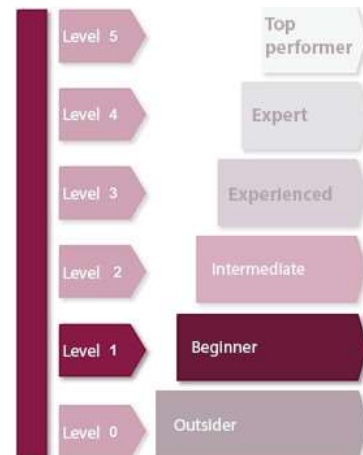 Level 5
Top
performer
Level 4
Expert
Level 3
Experienced
Level 2
Intermediate
Level 1
Beginner
Level 0
Outsider